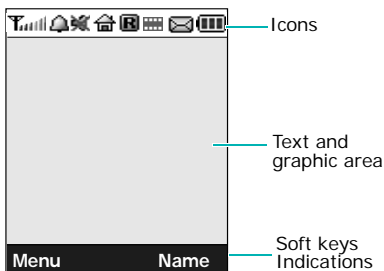 R
Icons
Text and
graphic area
Menu Name
Soft keys
Indications